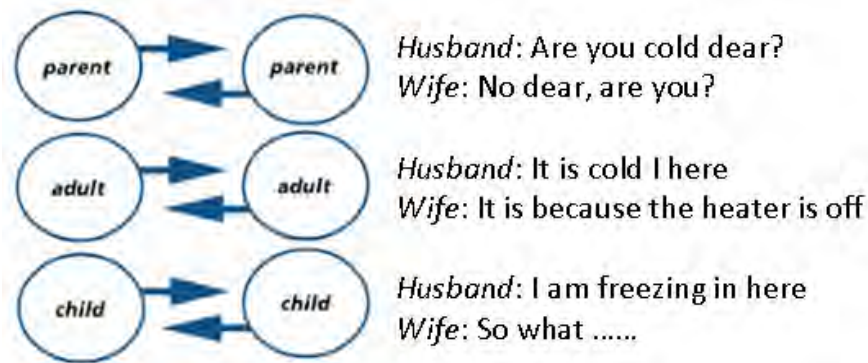 parent parent
Husband: Are you cold dear?
Wife: No dear, are you?
adult adult
Husband: It is cold I here
Wife: It is because the heater is off
child child
Husband: I am freezing in here
Wife: So what ......